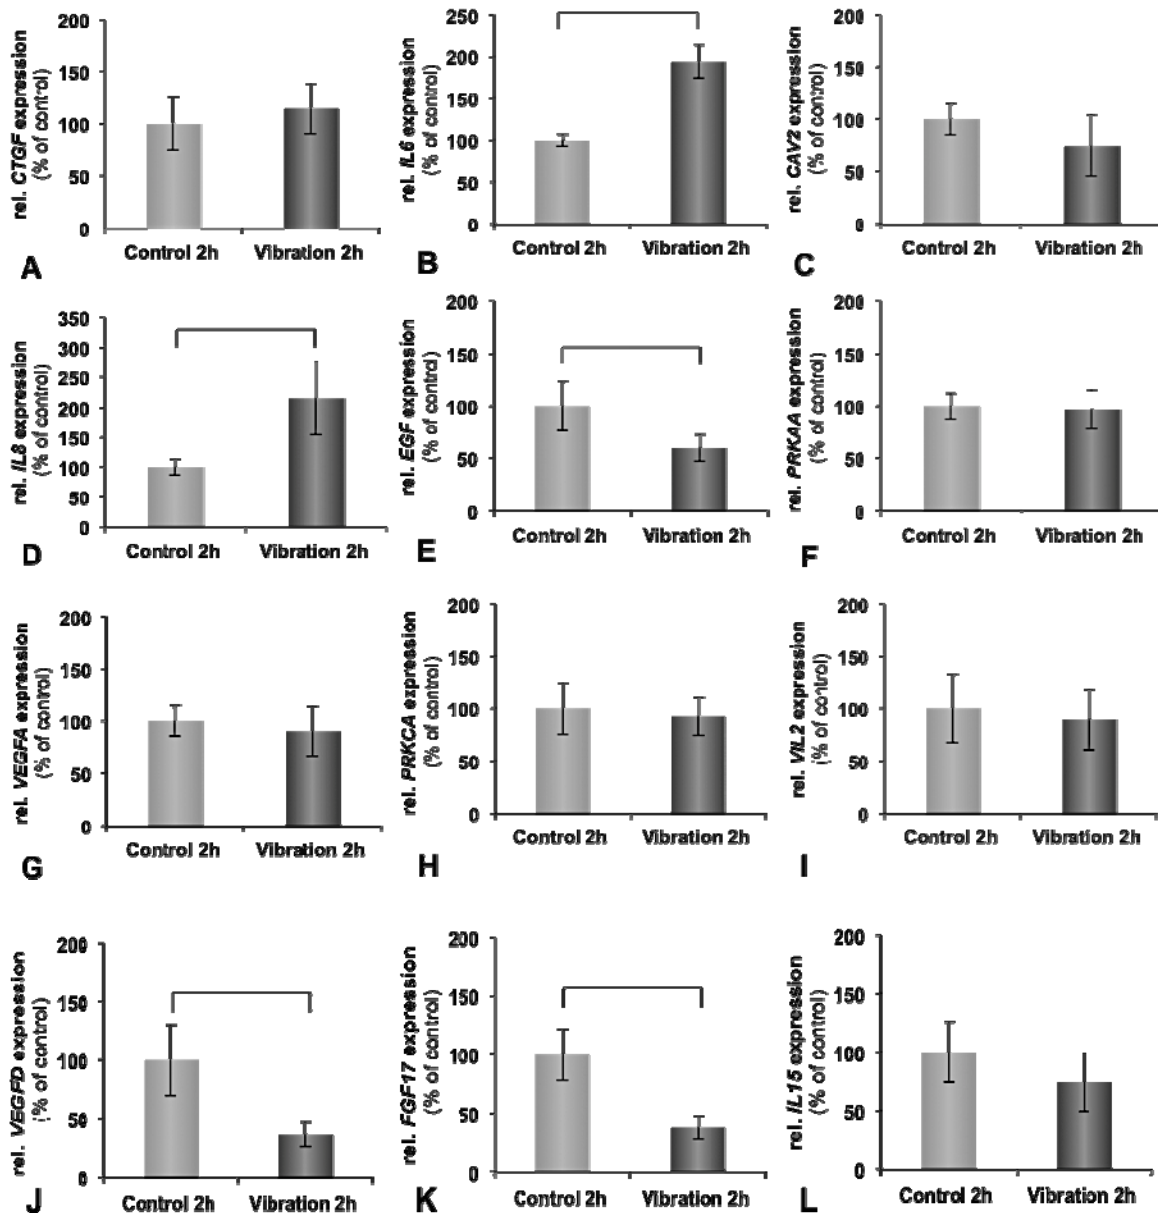 rel. CTGF expression
(% of control)
200
150
100
50
0
Control 2h Vibration 2h
A
rel. IL6 expression
(% of control)
250
200
150
100
50
0
Control 2h Vibration 2h
B
rel. CAV2 expression
(% of control)
200
150
100
50
0
Control 2h Vibration 2h
C
rel. IL8 expression
(% of control)
350
300
250
200
150
100
50
0
Control 2h Vibration 2h
D
rel. EGF expression
(% of control)
200
150
100
50
0
Control 2h Vibration 2h
E
rel. PRKAA expression
(% of control)
200
150
100
50
0
Control 2h Vibration 2h
F
rel. VEGFA expression
(% of control)
200
150
100
50
0
Control 2h Vibration 2h
G
rel. PRKCA expression
(% of control)
200
150
100
50
0
Control 2h Vibration 2h
H
rel. VIL2 expression
(% of control)
200
150
100
50
0
Control 2h Vibration 2h
I
rel. VEGFD expression
(% of control)
200
150
100
50
0
Control 2h Vibration 2h
J
rel. FGF17 expression
(% of control)
200
150
100
50
0
Control 2h Vibration 2h
K
rel. IL15 expression
(% of control)
200
150
100
50
0
Control 2h Vibration 2h
L